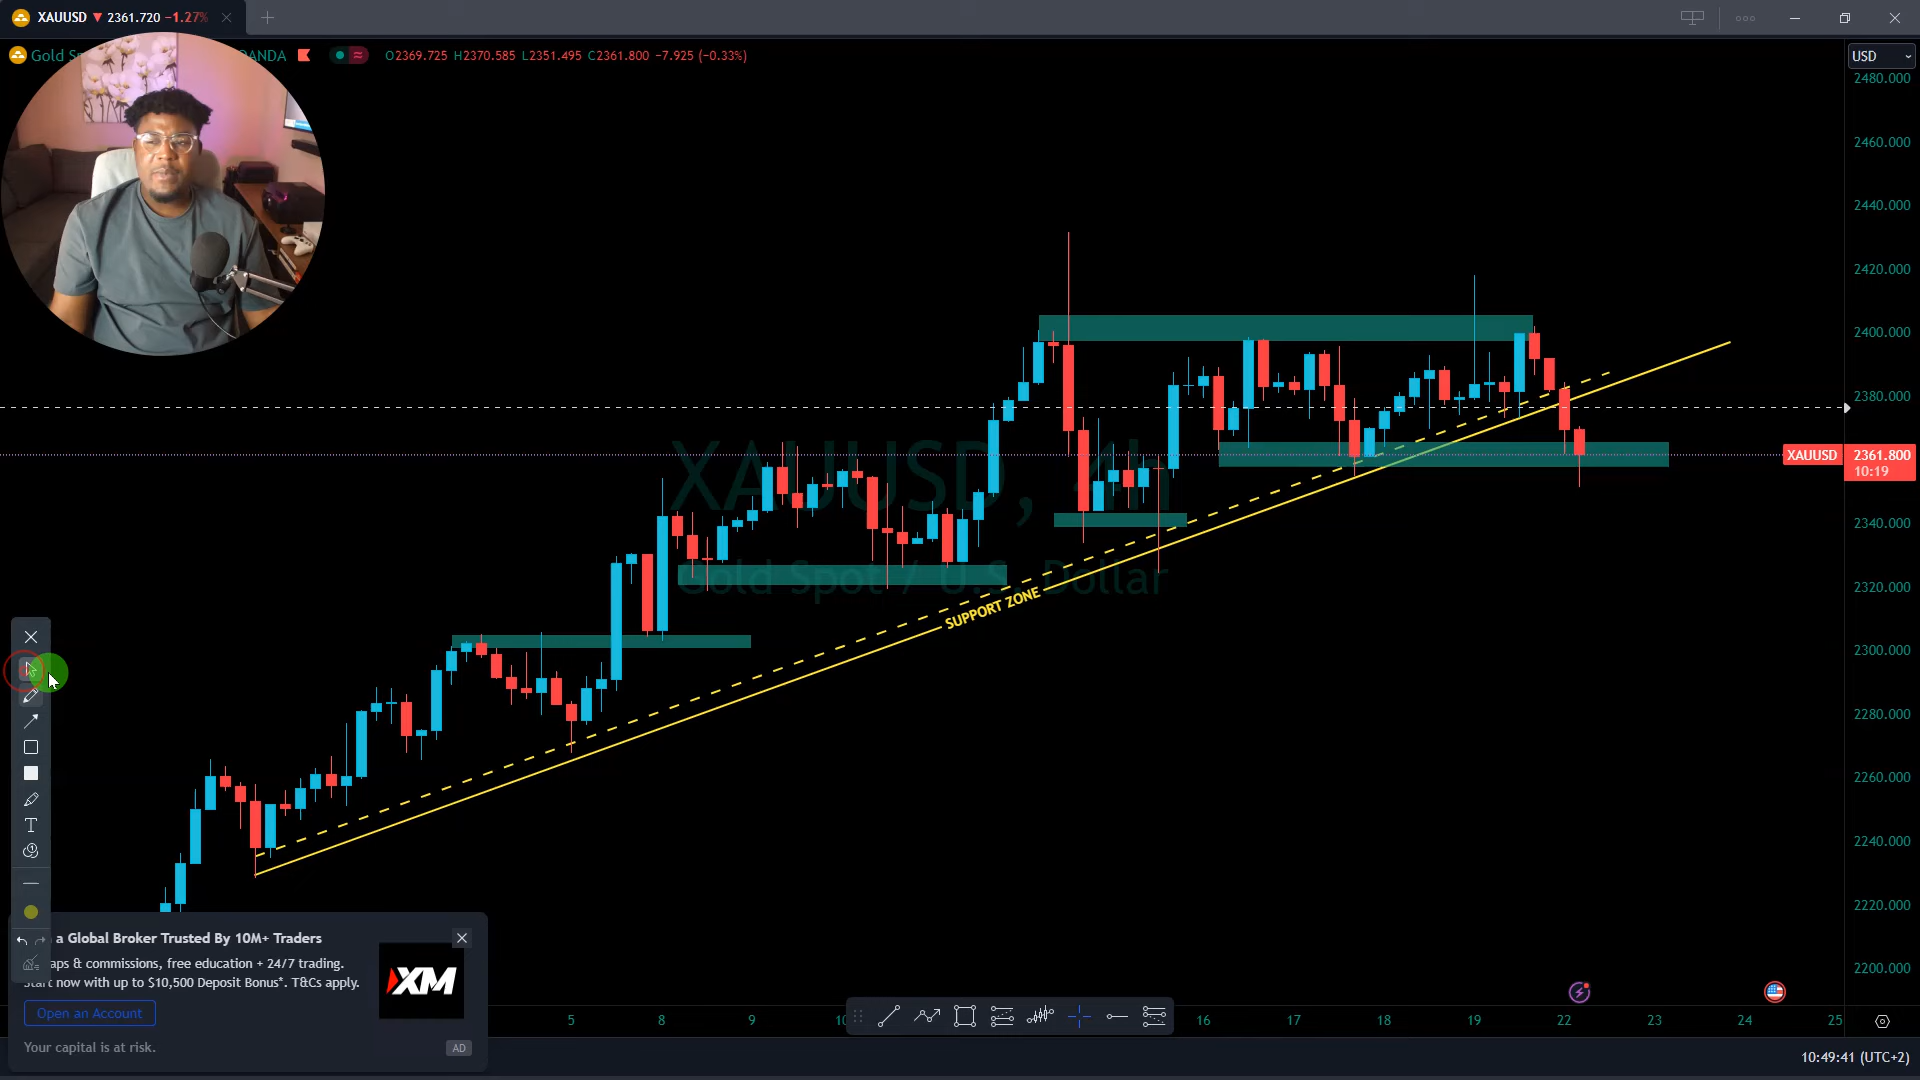 XAUUSD ▼ 2361.720 −1.27%
Gold Sp
OANDA
O2369.725 H2370.585 L2351.495 C2361.800 −7.925 (−0.33%)
USD
2480.000
2460.000
2440.000
2420.000
2400.000
2380.000
XAUUSD 2361.800
10:19
2340.000
2320.000
2300.000
2280.000
2260.000
2240.000
2220.000
2200.000
XAUUSD, 4h
Gold Spot / U.S. Dollar
SUPPORT ZONE
T
a Global Broker Trusted By 10M+ Traders
aps & commissions, free education + 24/7 trading.
Start now with up to $10,500 Deposit Bonus*. T&Cs apply.
XM
Open an Account
Your capital is at risk.
AD
5 8 9 10 16 17 18 19 22 23 24 25
10:49:41 (UTC+2)